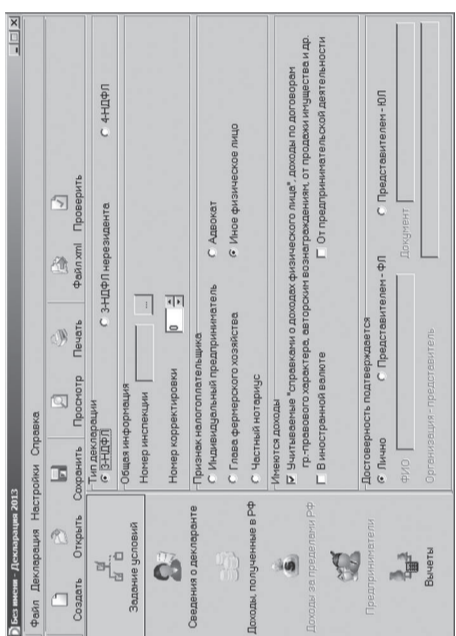 Без имени - Декларация 2013
Файл Декларация Настройки Справка
Создать Открыть Сохранить Просмотр Печать Файл xml Проверить
Задание условий
Сведения о декларанте
Доходы, полученные в РФ
Доходы за пределами РФ
Предприниматели
Вычеты
Тип декларации
3-НДФЛ 3-НДФЛ нерезидента 4-НДФЛ
Общая информация
Номер инспекции ...
Номер корректировки 0
Признак налогоплательщика
Индивидуальный предприниматель Адвокат
Глава фермерского хозяйства Иное физическое лицо
Частный нотариус
Имеются доходы
Учитываемые "справками о доходах физического лица", доходы по договорам
гр.-правового характера, авторским вознаграждениям, от продажи имущества и др.
В иностранной валюте От предпринимательской деятельности
Достоверность подтверждается
Лично Представителем - ФЛ Представителем - ЮЛ
ФИО Документ
Организация - представитель